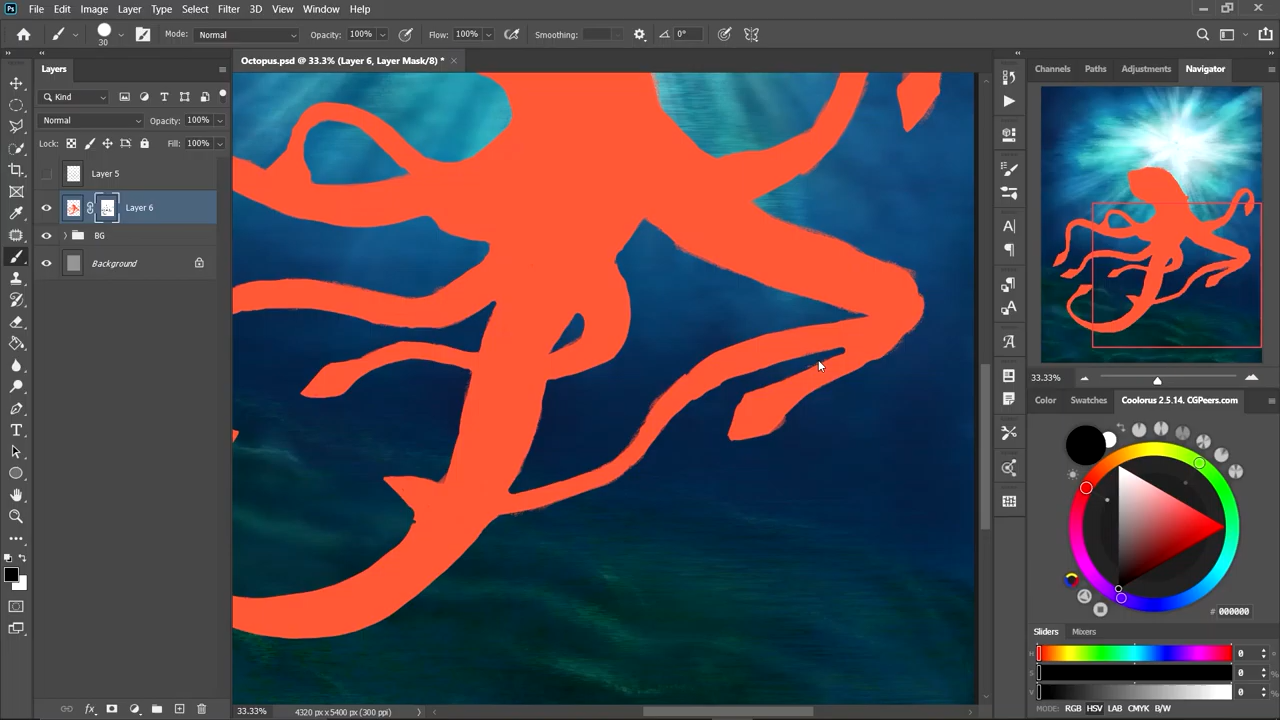 Ps File Edit Image Layer Type Select Filter 3D View Window Help
30 Mode: Normal Opacity: 100% Flow: 100% Smoothing: 0°
Octopus.psd @ 33.3% (Layer 6, Layer Mask/8) *
Layers
Kind
Normal Opacity: 100%
Lock: Fill: 100%
Layer 5
Layer 6
BG
Background
33.33% 4320 px x 5400 px (300 ppi)
Channels Paths Adjustments Navigator
33.33%
Color Swatches Coolorus 2.5.14. CGPeers.com
# 000000
Sliders Mixers
H 0 °
S 0 %
V 0 %
MODE: RGB HSV LAB CMYK B/W